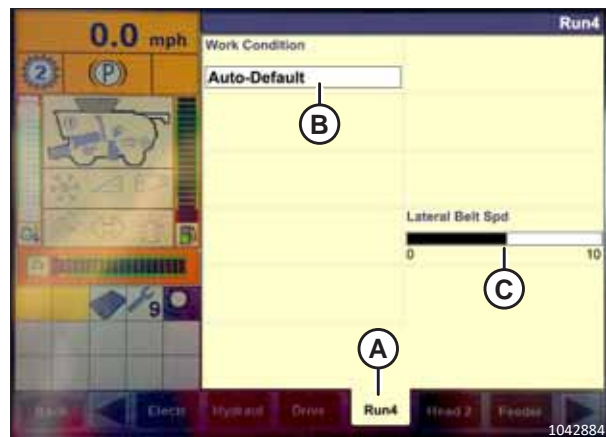 Run4
0.0 mph
Work Condition
2
(P)
Auto-Default
B
Lateral Belt Spd
0 10
C
9
A
Back
Electr
Hydraul
Drive
Run4
Head 2
Feeder
1042884